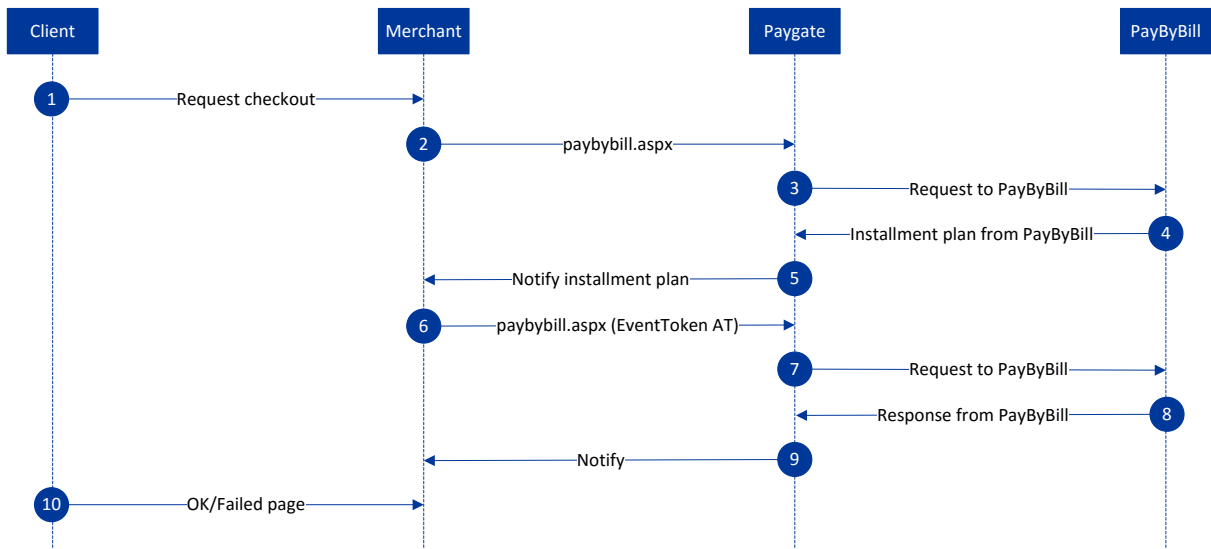 Client
Merchant
Paygate
PayByBill
1
Request checkout
2
paybybill.aspx
3
Request to PayByBill
Installment plan from PayByBill
4
Notify installment plan
5
6
paybybill.aspx (EventToken AT)
7
Request to PayByBill
Response from PayByBill
8
Notify
9
10
OK/Failed page